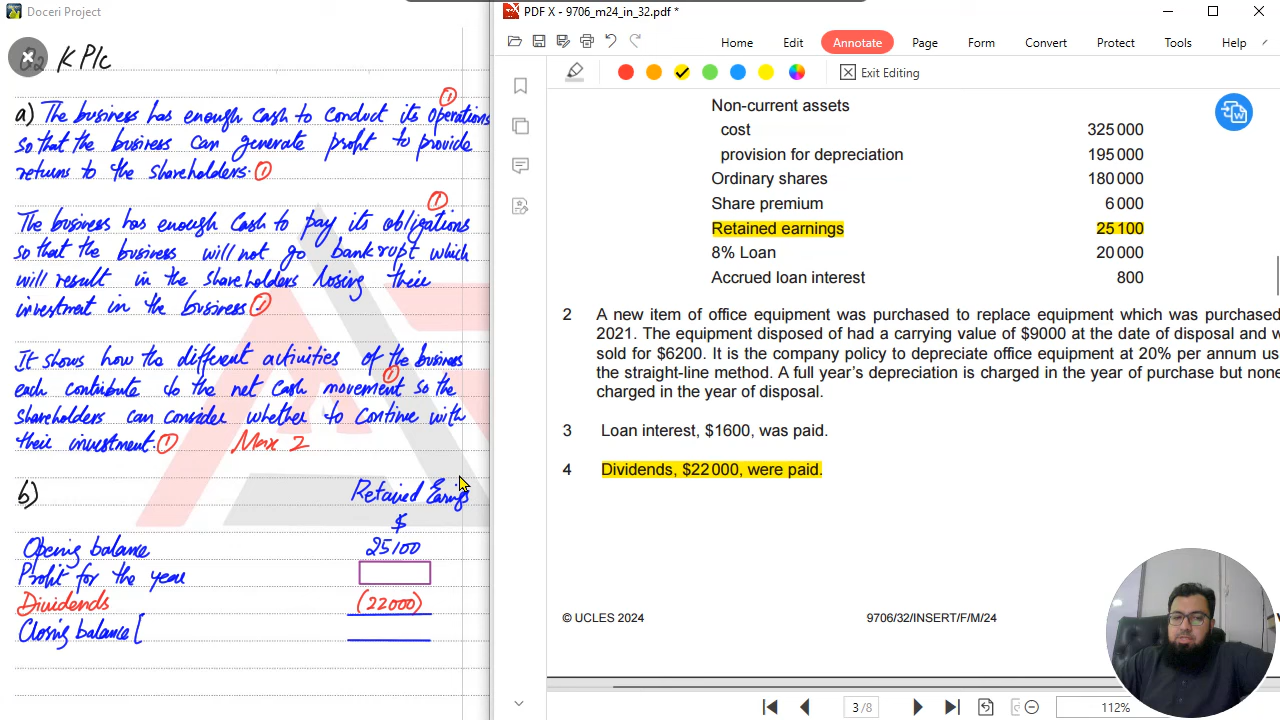 Doceri Project
PDF X - 9706_m24_in_32.pdf *
Home Edit Annotate Page Form Convert Protect Tools Help
Exit Editing
K Plc
a) The business has enough cash to conduct its operations ①
so that the business can generate profit to provide
returns to the shareholders. ①
The business has enough cash to pay its obligations ①
so that the business will not go bankrupt which
will result in the shareholders losing their
investment in the business ①
It shows how the different activities of the business
each contribute to the net cash movement ① so the
shareholders can consider whether to continue with
their investment. ① Max 2
b) Retained Earnings
$
Opening balance 25100
Profit for the year
Dividends (22000)
Closing balance [
Non-current assets
cost 325 000
provision for depreciation 195 000
Ordinary shares 180 000
Share premium 6 000
Retained earnings 25 100
8% Loan 20 000
Accrued loan interest 800
2 A new item of office equipment was purchased to replace equipment which was purchased
2021. The equipment disposed of had a carrying value of $9000 at the date of disposal and w
sold for $6200. It is the company policy to depreciate office equipment at 20% per annum us
the straight-line method. A full year's depreciation is charged in the year of purchase but none
charged in the year of disposal.
3 Loan interest, $1600, was paid.
4 Dividends, $22 000, were paid.
© UCLES 2024 9706/32/INSERT/F/M/24
3 /8 112%